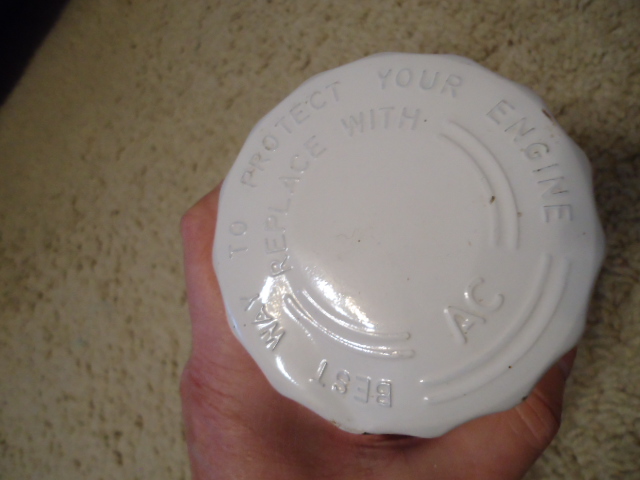 BEST WAY TO PROTECT YOUR ENGINE
REPLACE WITH AC